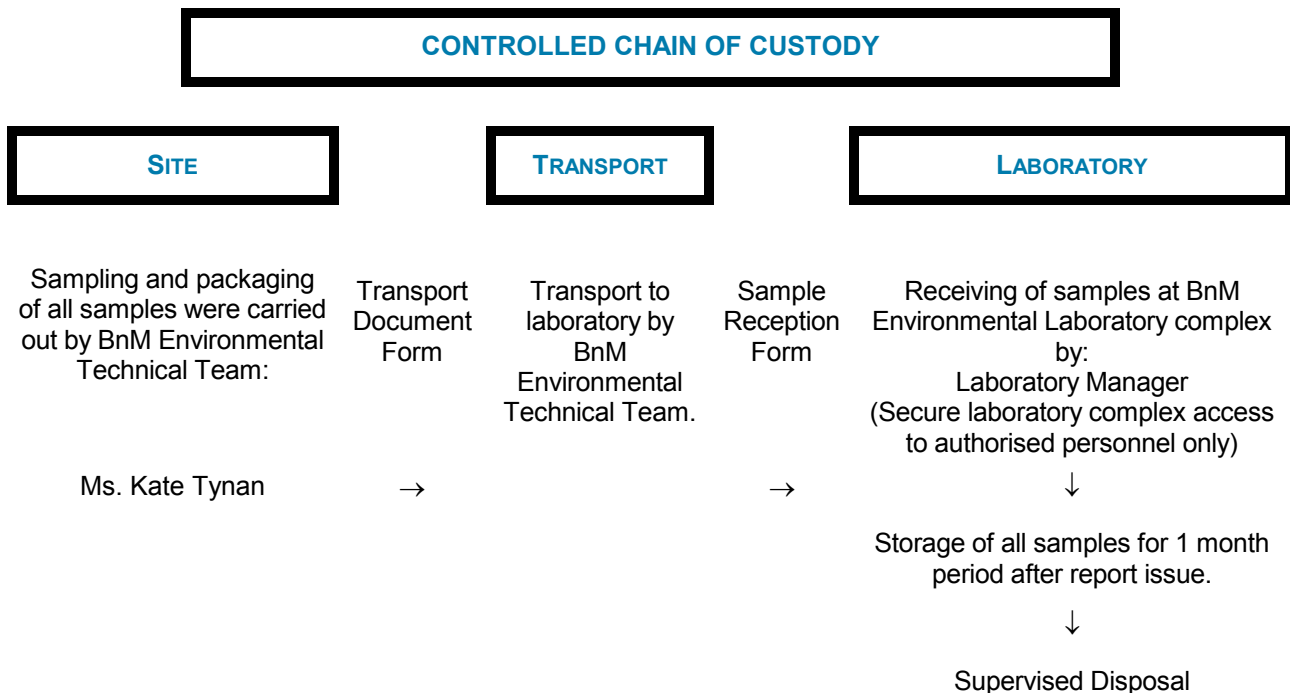 CONTROLLED CHAIN OF CUSTODY
SITE
TRANSPORT
LABORATORY
Sampling and packaging
of all samples were carried
out by BnM Environmental
Technical Team:
Transport
Document
Form
Transport to
laboratory by
BnM
Environmental
Technical Team.
Sample
Reception
Form
Receiving of samples at BnM
Environmental Laboratory complex
by:
Laboratory Manager
(Secure laboratory complex access
to authorised personnel only)
Ms. Kate Tynan
→
→
↓
Storage of all samples for 1 month
period after report issue.
↓
Supervised Disposal